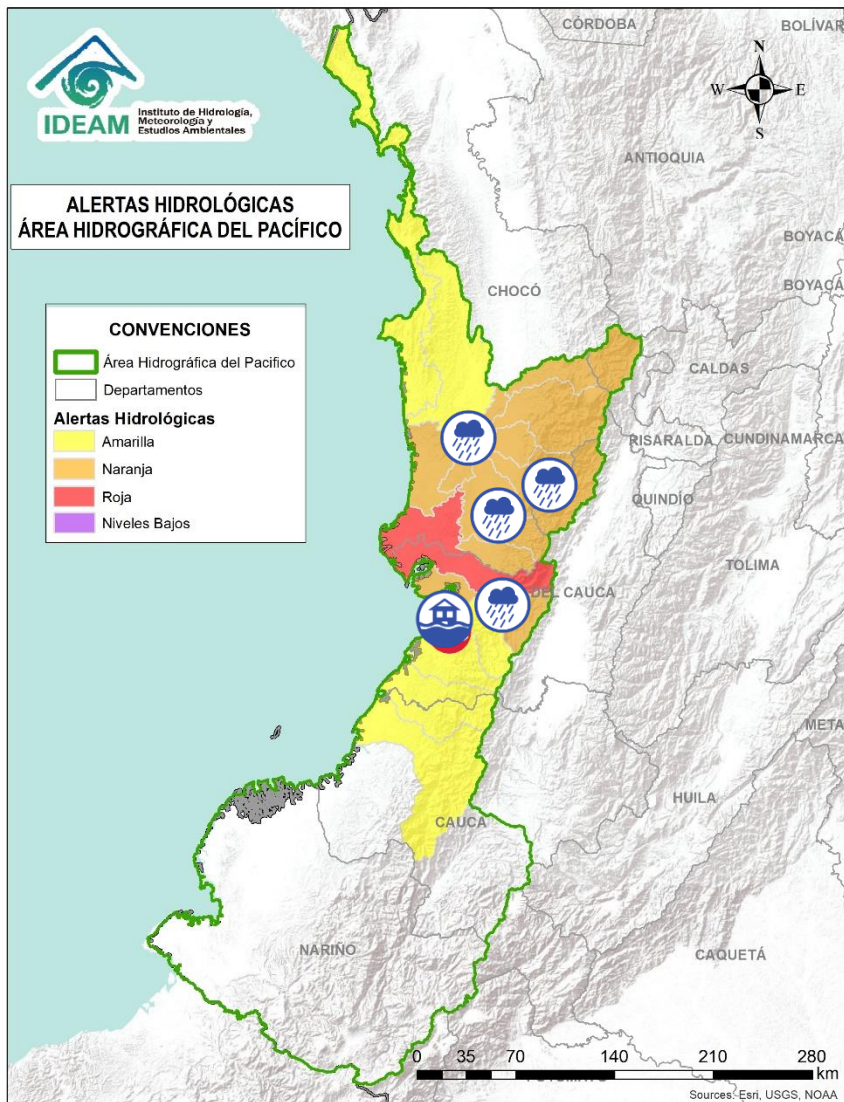 CÓRDOBA
BOLÍVAR
IDEAM
Instituto de Hidrología,
Meteorología y
Estudios Ambientales
N
W E
S
ANTIOQUIA
ALERTAS HIDROLÓGICAS
ÁREA HIDROGRÁFICA DEL PACÍFICO
BOYACÁ
BOYACÁ
CHOCÓ
CONVENCIONES
Área Hidrográfica del Pacifico
Departamentos
Alertas Hidrológicas
Amarilla
Naranja
Roja
Niveles Bajos
CALDAS
RISARALDA
CUNDINAMARCA
QUINDÍO
TOLIMA
DEL CAUCA
META
HUILA
CAUCA
NARIÑO
CAQUETÁ
0 35 70 140 210 280
km
Sources: Esri, USGS, NOAA